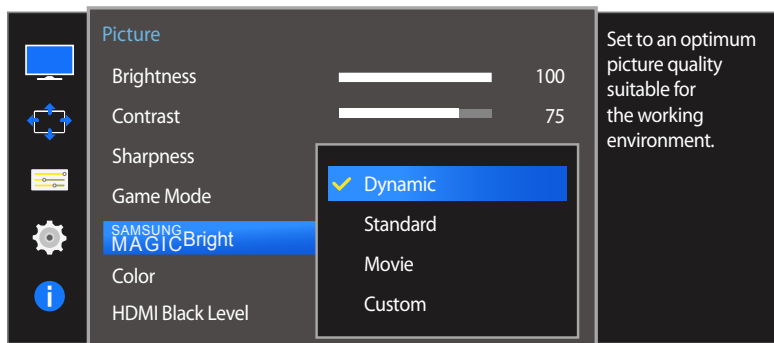 Picture
Brightness 100
Contrast 75
Sharpness
Game Mode
SAMSUNG
MAGICBright
Color
HDMI Black Level
Dynamic
Standard
Movie
Custom
Set to an optimum
picture quality
suitable for
the working
environment.
i